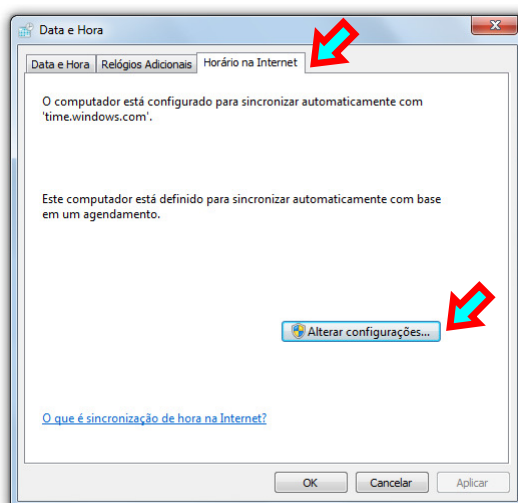 Data e Hora
Data e Hora Relógios Adicionais Horário na Internet
O computador está configurado para sincronizar automaticamente com
'time.windows.com'.
Este computador está definido para sincronizar automaticamente com base
em um agendamento.
Alterar configurações...
O que é sincronização de hora na Internet?
OK Cancelar Aplicar